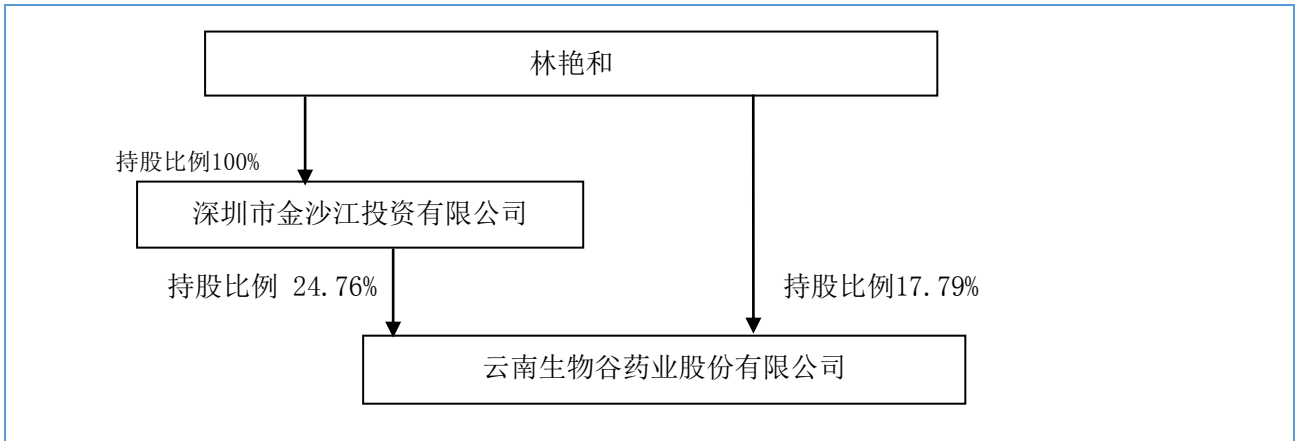 林艳和
持股比例100%
深圳市金沙江投资有限公司
持股比例 24.76%
持股比例17.79%
云南生物谷药业股份有限公司